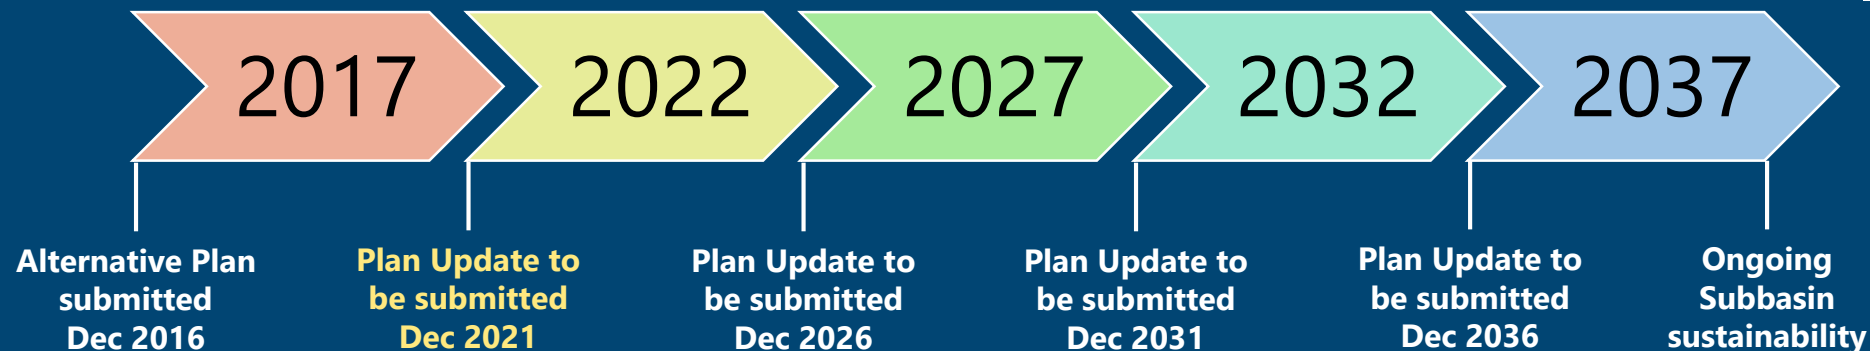 2017
2022
2027
2032
2037
Alternative Plan
submitted
Dec 2016
Plan Update to
be submitted
Dec 2021
Plan Update to
be submitted
Dec 2026
Plan Update to
be submitted
Dec 2031
Plan Update to
be submitted
Dec 2036
Ongoing
Subbasin
sustainability